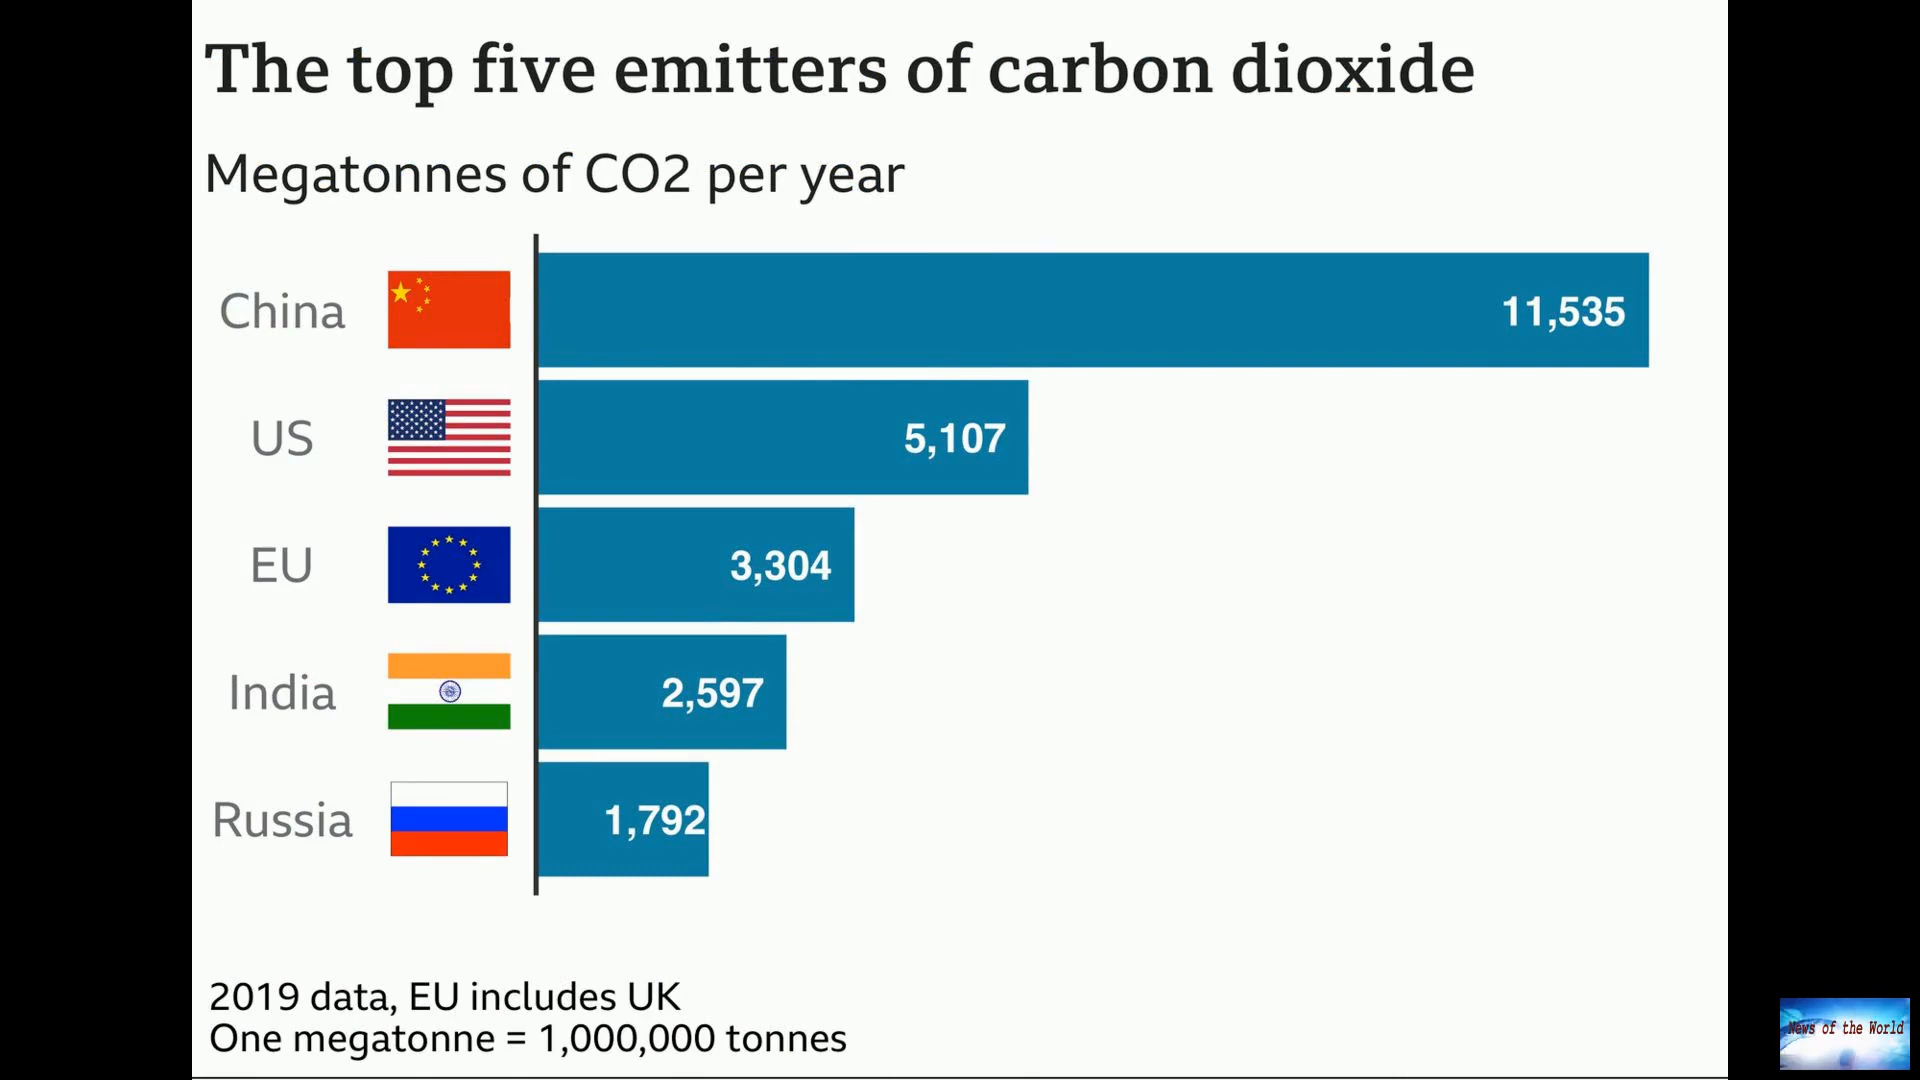 The top five emitters of carbon dioxide
Megatonnes of CO2 per year
China 11,535
US 5,107
EU 3,304
India 2,597
Russia 1,792
2019 data, EU includes UK
One megatonne = 1,000,000 tonnes
News of the World